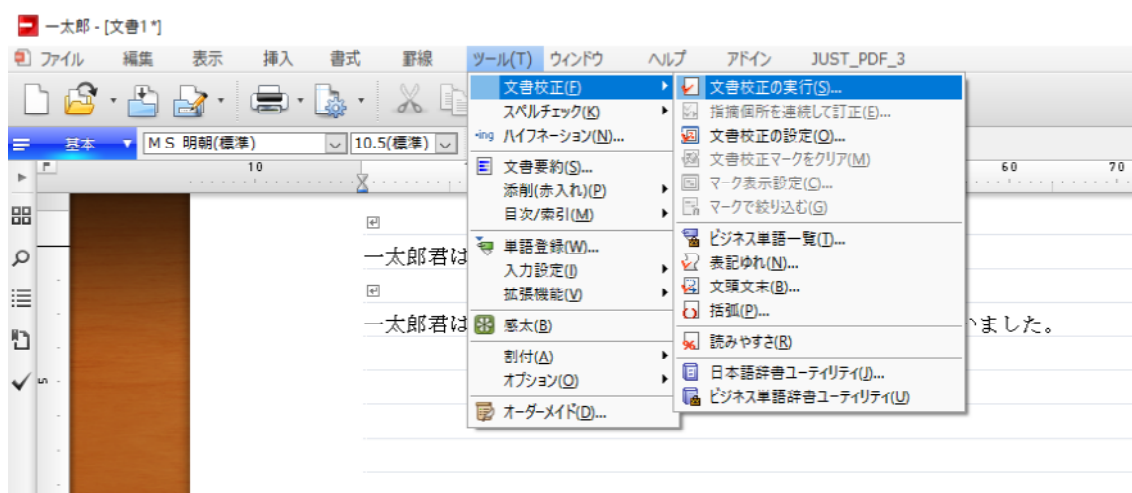 一太郎 - [文書1 *]
ファイル 編集 表示 挿入 書式 罫線 ツール(T) ウィンドウ ヘルプ アドイン JUST_PDF_3
基本 ＭＳ 明朝(標準) 10.5(標準)
10 60 70
文書校正(F)
スペルチェック(K)
-ing ハイフネーション(N)...
文書要約(S)...
添削(赤入れ)(P)
目次/索引(M)
単語登録(W)...
入力設定(I)
拡張機能(V)
感太(B)
割付(A)
オプション(O)
オーダーメイド(D)...
文書校正の実行(S)...
指摘個所を連続して訂正(E)...
文書校正の設定(O)...
文書校正マークをクリア(M)
マーク表示設定(C)...
マークで絞り込む(G)
ビジネス単語一覧(T)...
表記ゆれ(N)...
文頭文末(B)...
括弧(P)...
読みやすさ(R)
日本語辞書ユーティリティ(J)...
ビジネス単語辞書ユーティリティ(U)
一太郎君は
一太郎君は いました。
5